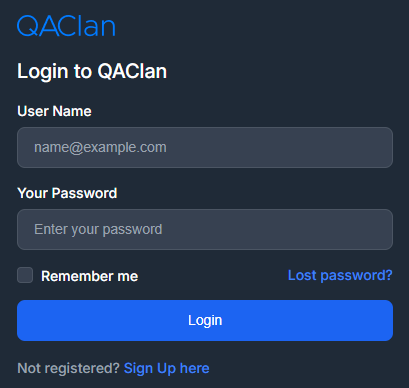 QAClan
Login to QAClan
User Name
name@example.com
Your Password
Enter your password
Remember me Lost password?
Login
Not registered? Sign Up here